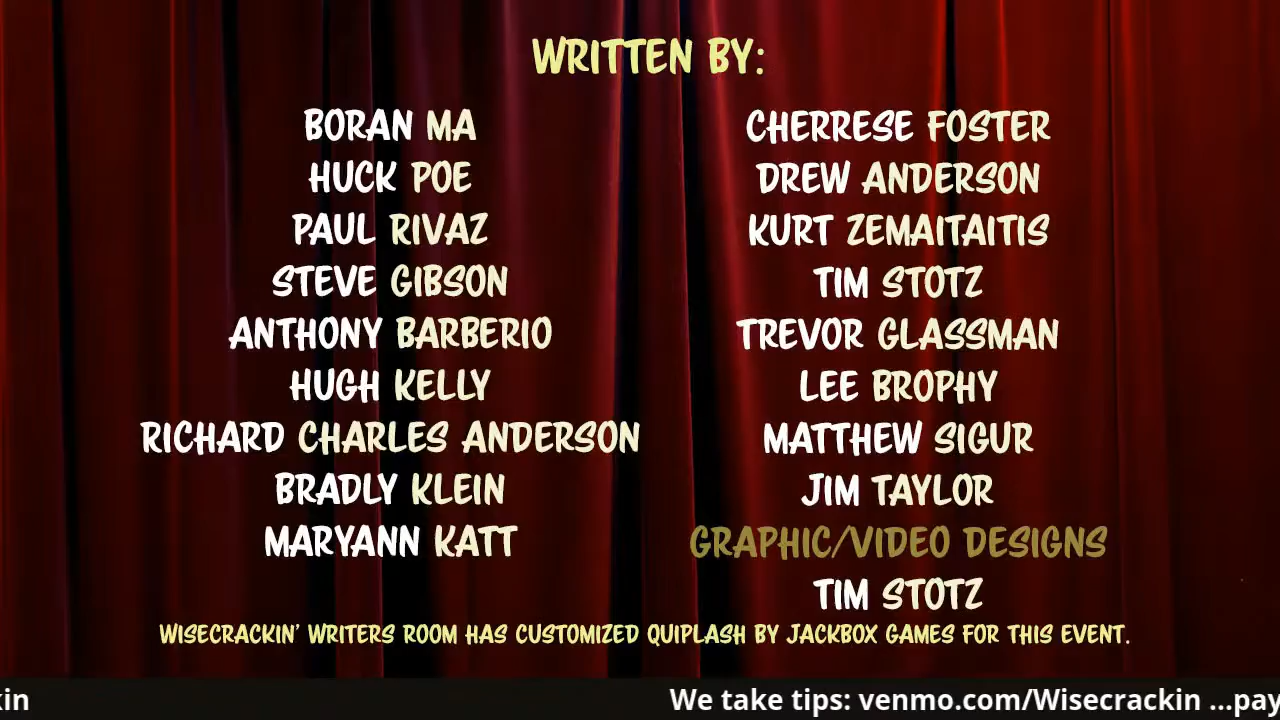 WRITTEN BY:
BORAN MA
HUCK POE
PAUL RIVAZ
STEVE GIBSON
ANTHONY BARBERIO
HUGH KELLY
RICHARD CHARLES ANDERSON
BRADLY KLEIN
MARYANN KATT
CHERRESE FOSTER
DREW ANDERSON
KURT ZEMAITAITIS
TIM STOTZ
TREVOR GLASSMAN
LEE BROPHY
MATTHEW SIGUR
JIM TAYLOR
GRAPHIC/VIDEO DESIGNS
TIM STOTZ
WISECRACKIN' WRITERS ROOM HAS CUSTOMIZED QUIPLASH BY JACKBOX GAMES FOR THIS EVENT.
kin We take tips: venmo.com/Wisecrackin ...pay